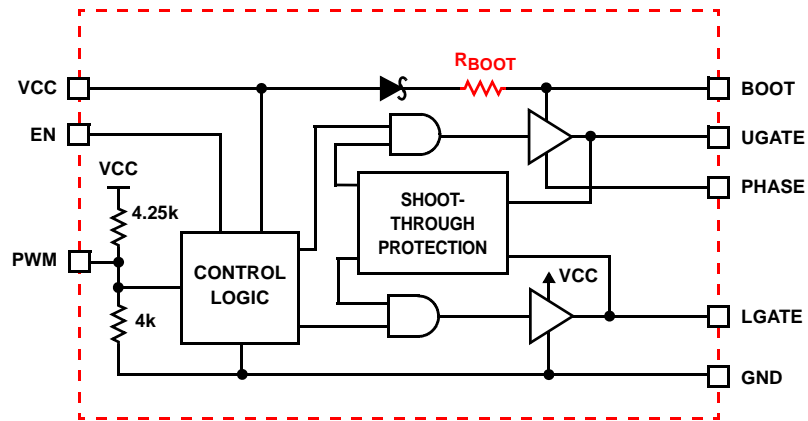 RBOOT
VCC
BOOT
EN
UGATE
VCC
PHASE
4.25k
SHOOT-
THROUGH
PROTECTION
PWM
CONTROL
LOGIC
VCC
4k
LGATE
GND